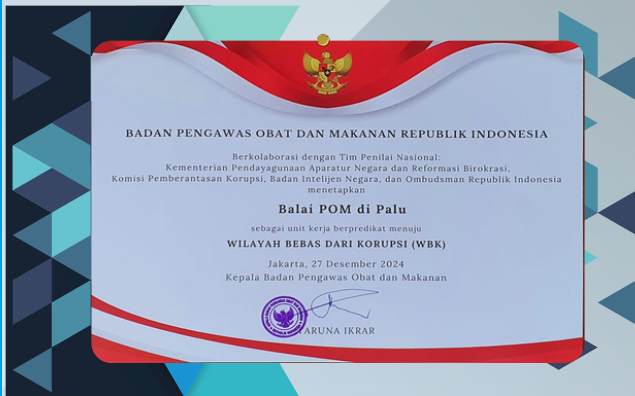 BADAN PENGAWAS OBAT DAN MAKANAN REPUBLIK INDONESIA
Berkolaborasi dengan Tim Penilai Nasional:
Kementerian Pendayagunaan Aparatur Negara dan Reformasi Birokrasi,
Komisi Pemberantasan Korupsi, Badan Intelijen Negara, dan Ombudsman Republik Indonesia
menetapkan
Balai POM di Palu
sebagai unit kerja berpredikat menuju
WILAYAH BEBAS DARI KORUPSI (WBK)
Jakarta, 27 Desember 2024
Kepala Badan Pengawas Obat dan Makanan
TARUNA IKRAR